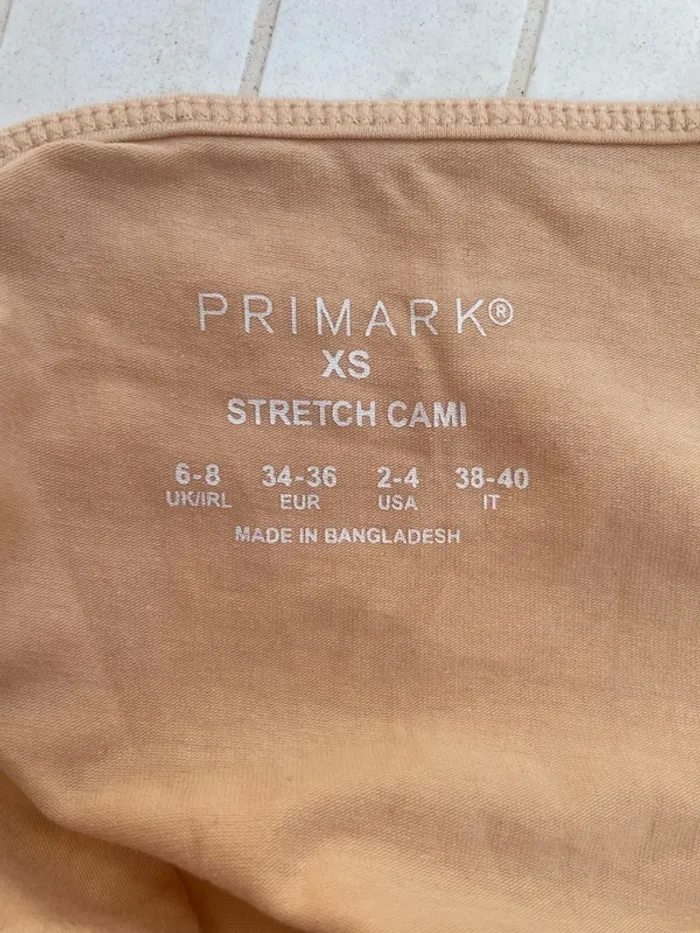 PRIMARK®
XS
STRETCH CAMI
6-8 34-36 2-4 38-40
UK/IRL EUR USA IT
MADE IN BANGLADESH